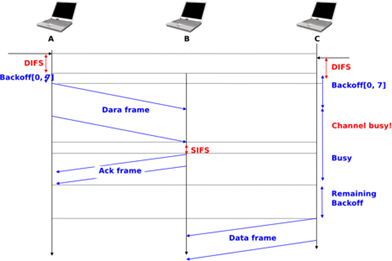 A
B
C
DIFS
DIFS
Backoff[0, 7]
Backoff[0, 7]
Dara frame
Channel busy!
SIFS
Busy
Ack frame
Remaining
Backoff
Data frame